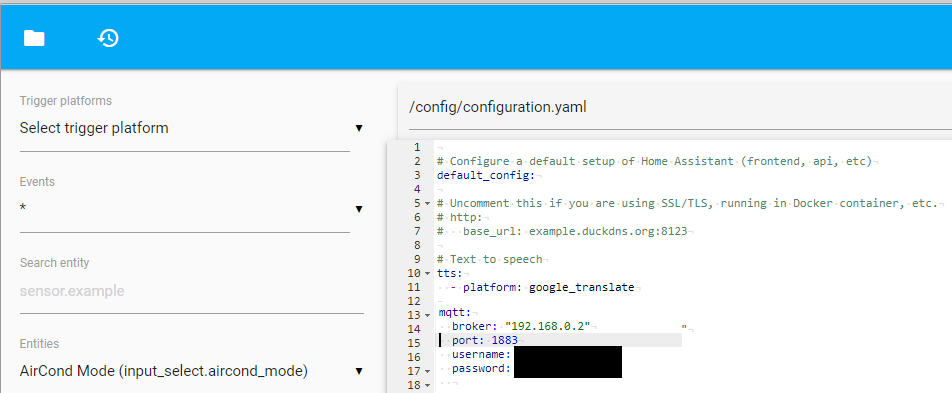 Trigger platforms
Select trigger platform
Events
*
Search entity
sensor.example
Entities
AirCond Mode (input_select.aircond_mode)
/config/configuration.yaml
1
2 # Configure a default setup of Home Assistant (frontend, api, etc)
3 default_config:
4
5 # Uncomment this if you are using SSL/TLS, running in Docker container, etc.
6 # http:
7 #   base_url: example.duckdns.org:8123
8
9 # Text to speech
10 tts:
11   - platform: google_translate
12
13 mqtt:
14   broker: "192.168.0.2" "
15   port: 1883
16   username:
17   password:
18